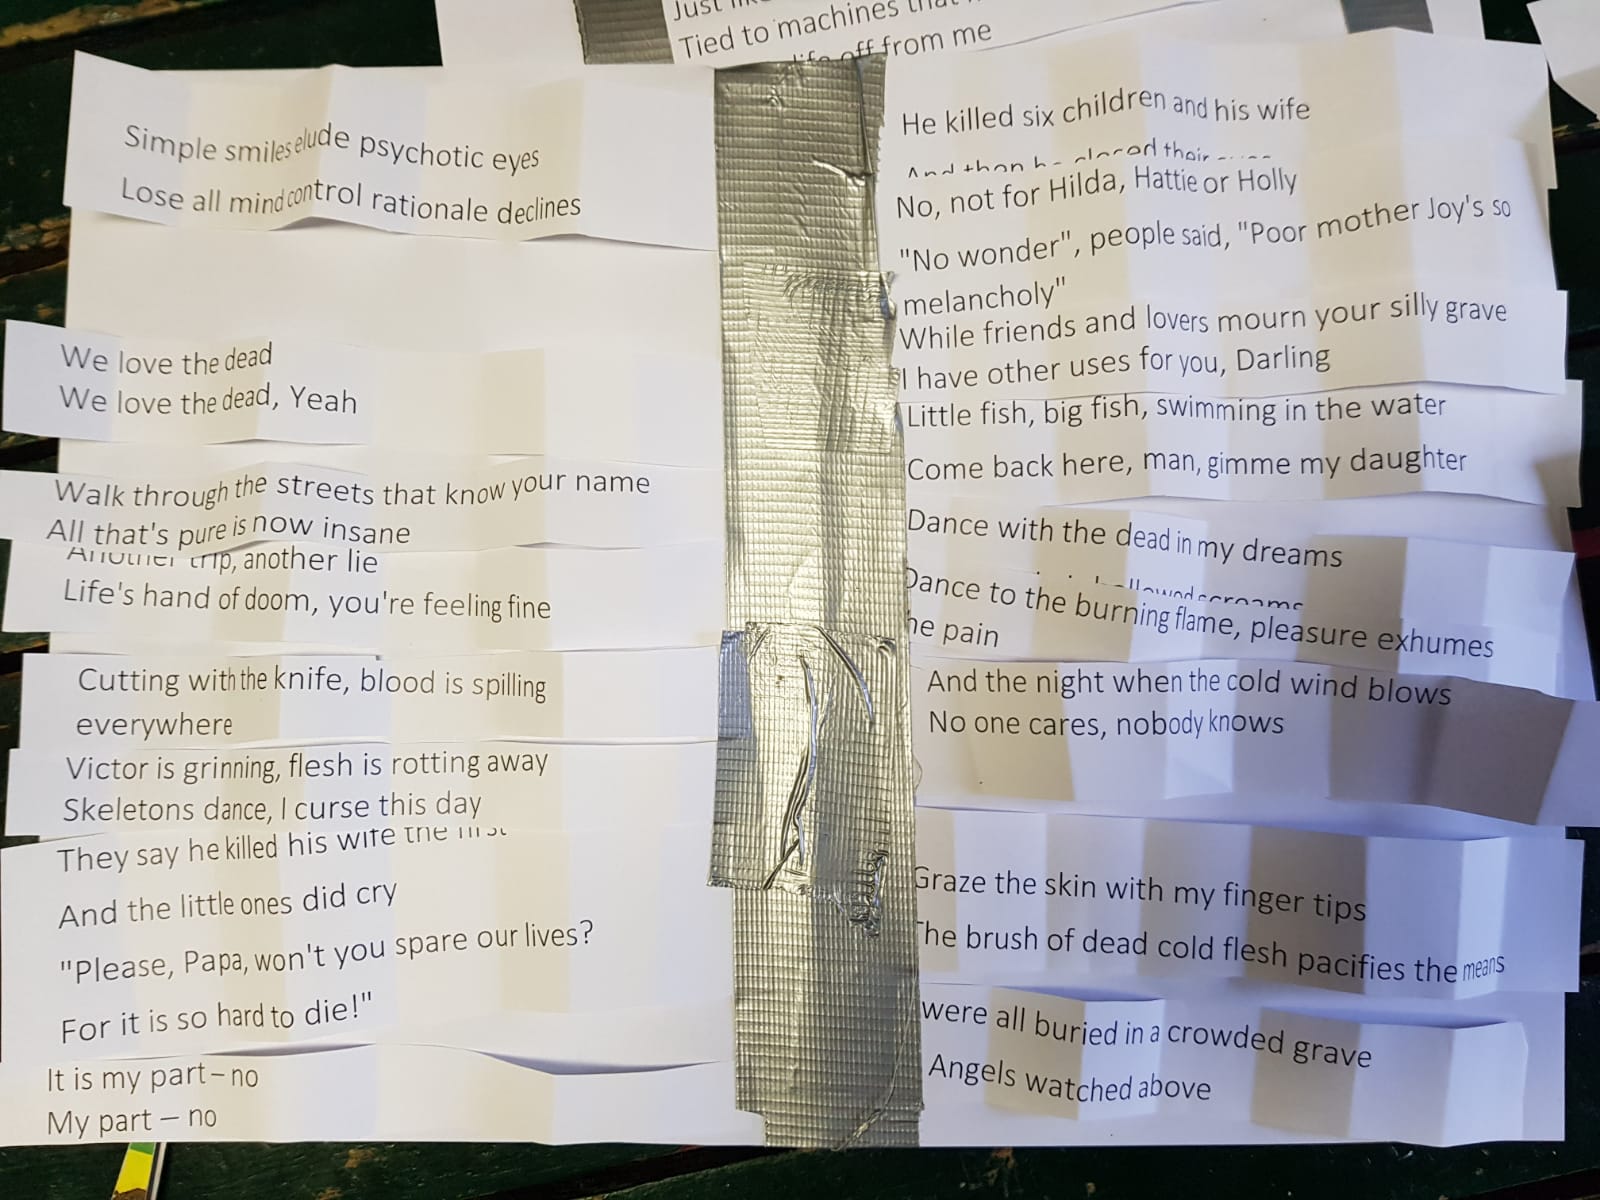 Tied to machines
off from me
Simple smiles elude psychotic eyes
Lose all mind control rationale declines
We love the dead
We love the dead, Yeah
Walk through the streets that know your name
All that's pure is now insane
Another trip, another lie
Life's hand of doom, you're feeling fine
Cutting with the knife, blood is spilling
everywhere
Victor is grinning, flesh is rotting away
Skeletons dance, I curse this day
They say he killed his wife the first
And the little ones did cry
"Please, Papa, won't you spare our lives?
For it is so hard to die!"
It is my part – no
My part – no
He killed six children and his wife
And then he closed their
No, not for Hilda, Hattie or Holly
"No wonder", people said, "Poor mother Joy's so
melancholy"
While friends and lovers mourn your silly grave
I have other uses for you, Darling
Little fish, big fish, swimming in the water
Come back here, man, gimme my daughter
Dance with the dead in my dreams
Dance to the burning flame, pleasure exhumes
he pain
And the night when the cold wind blows
No one cares, nobody knows
Graze the skin with my finger tips
The brush of dead cold flesh pacifies the means
were all buried in a crowded grave
Angels watched above